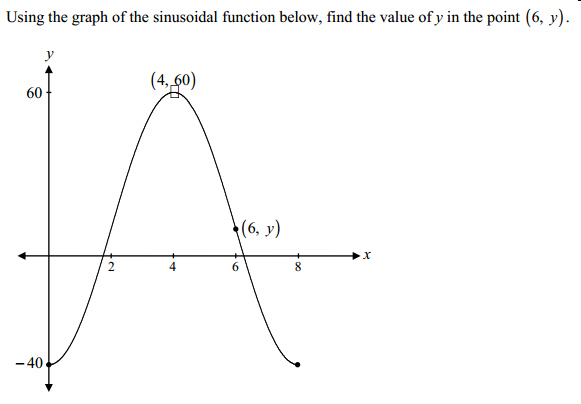 Using the graph of the sinusoidal function below, find the value of y in the point (6, y).
y
(4, 60)
60
(6, y)
x
2 4 6 8
−40